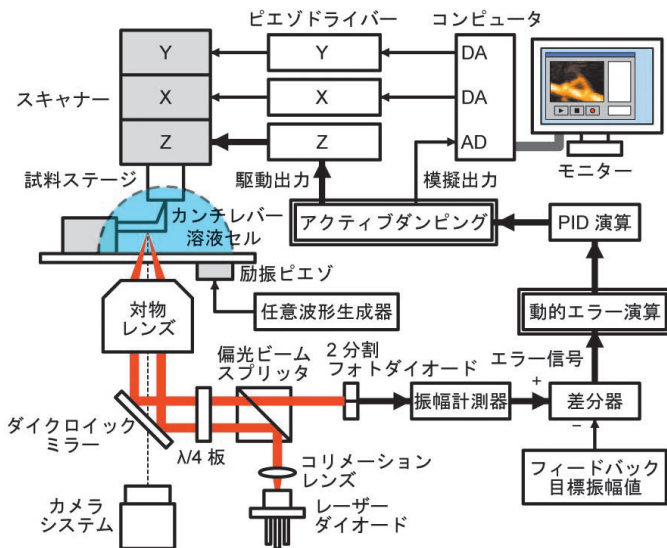 ピエゾドライバー
コンピュータ
Y
Y
DA
スキャナー
X
X
DA
Z
Z
AD
試料ステージ
駆動出力
模擬出力
モニター
カンチレバー
溶液セル
アクティブダンピング
PID 演算
励振ピエゾ
対物
レンズ
任意波形生成器
動的エラー演算
偏光ビーム
スプリッタ
2 分割
フォトダイオード
エラー信号
+
振幅計測器
差分器
−
ダイクロイック
ミラー
λ/4 板
コリメーション
レンズ
フィードバック
目標振幅値
カメラ
システム
レーザー
ダイオード